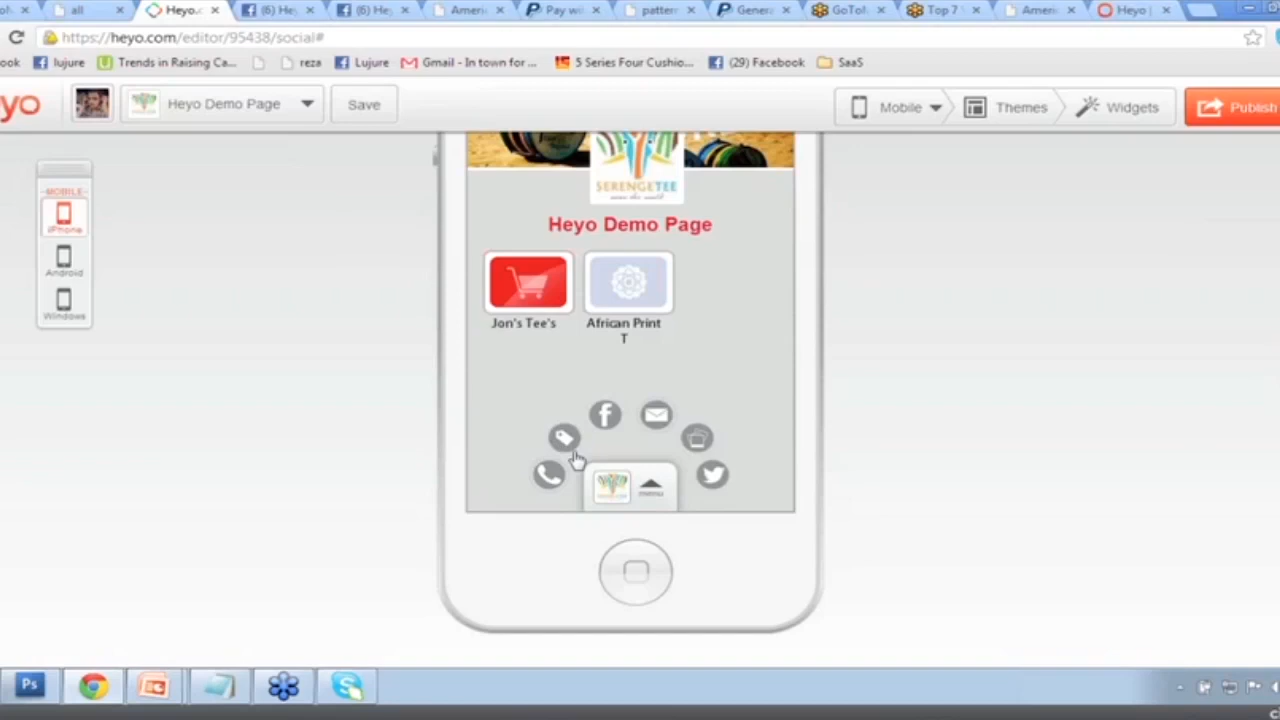 all
Heyo.c
(6) He
(6) He
Ameri
Pay wi
pattern
Genera
GoTo
Top 7
Ameri
Heyo |
https://heyo.com/editor/95438/social#
ook
lujure
Trends in Raising Ca...
reza
Lujure
Gmail - In town for ...
5 Series Four Cushio...
(29) Facebook
SaaS
eyo
Heyo Demo Page
Save
Mobile
Themes
Widgets
Publish
MOBILE
iPhone
Android
Windows
SERENGETEE
Heyo Demo Page
Jon's Tee's
African Print
T
menu
Ps